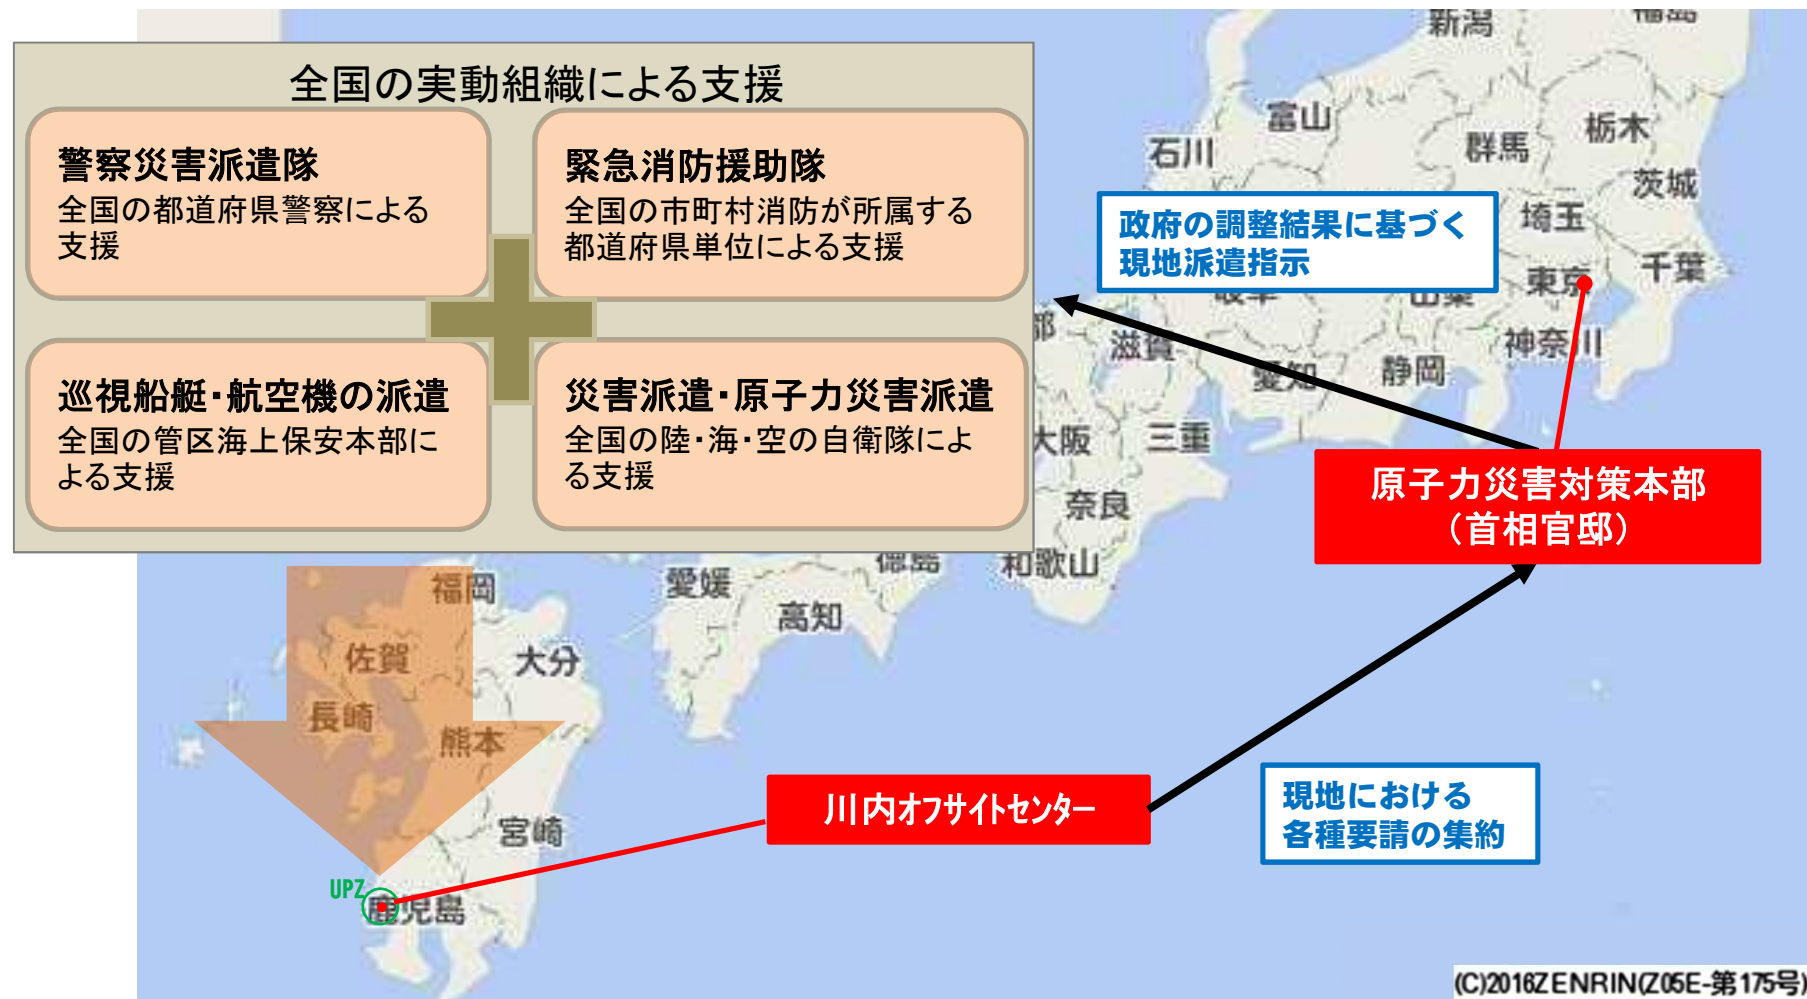 新潟
福島
全国の実動組織による支援
警察災害派遣隊
全国の都道府県警察による
支援
緊急消防援助隊
全国の市町村消防が所属する
都道府県単位による支援
巡視船艇・航空機の派遣
全国の管区海上保安本部に
よる支援
災害派遣・原子力災害派遣
全国の陸・海・空の自衛隊によ
る支援
富山
石川
群馬
栃木
茨城
政府の調整結果に基づく
現地派遣指示
埼玉
東京
千葉
岐阜
山梨
神奈川
都
滋賀
愛知
静岡
大阪
三重
奈良
和歌山
原子力災害対策本部
（首相官邸）
徳島
愛媛
高知
福岡
佐賀
大分
長崎
熊本
宮崎
川内オフサイトセンター
現地における
各種要請の集約
UPZ
鹿児島
(C)2016ZENRIN(Z05E-第175号)